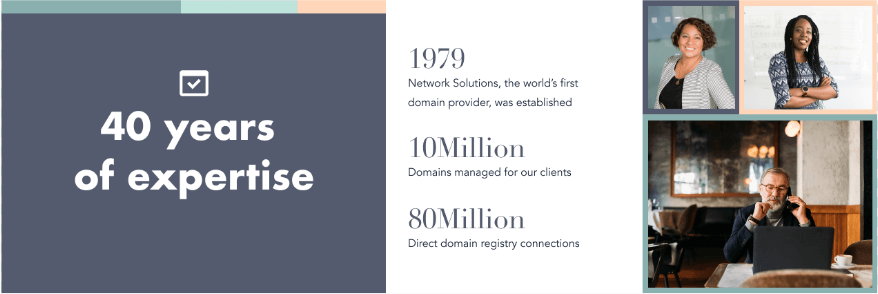 40 years
of expertise
1979
Network Solutions, the world's first
domain provider, was established
10Million
Domains managed for our clients
80Million
Direct domain registry connections